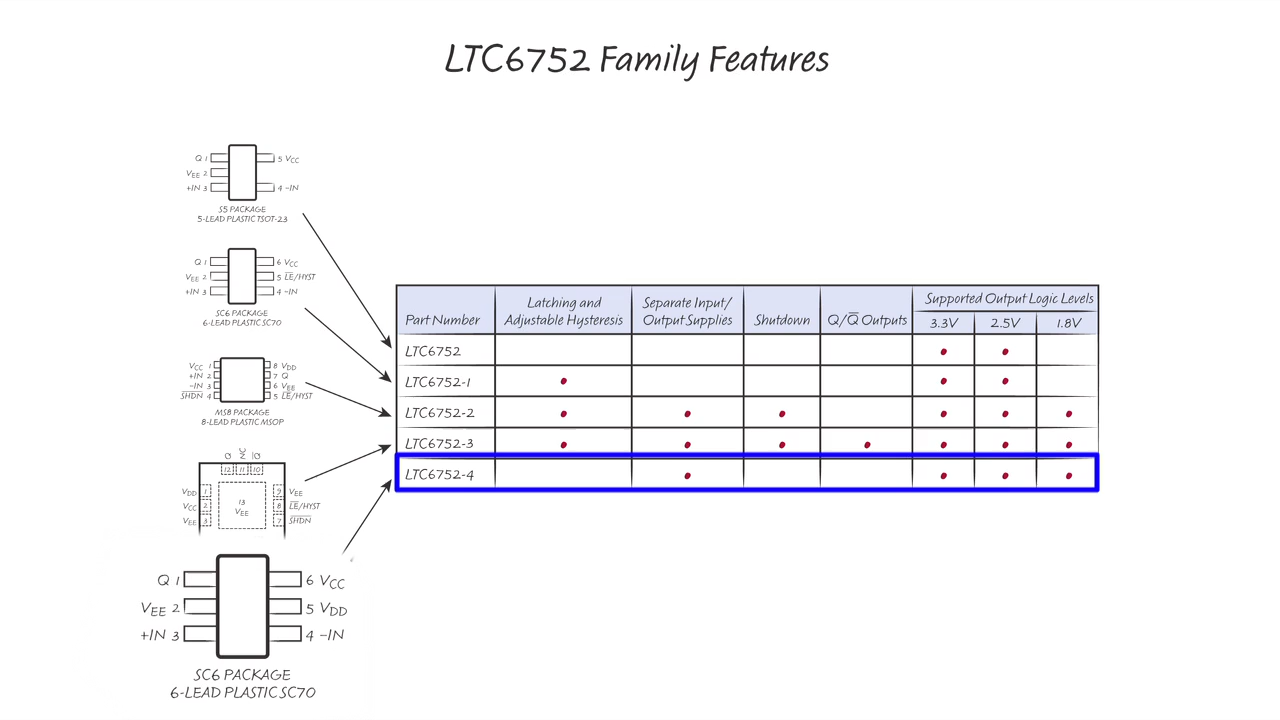 LTC6752 Family Features
Q 1
5 VCC
VEE 2
+IN 3
4 –IN
S5 PACKAGE
5-LEAD PLASTIC TSOT-23
Q 1
6 VCC
VEE 2
5 L̅E̅/HYST
+IN 3
4 –IN
SC6 PACKAGE
6-LEAD PLASTIC SC70
VCC 1
8 VDD
+IN 2
7 Q
–IN 3
6 VEE
S̅H̅D̅N̅ 4
5 L̅E̅/HYST
MS8 PACKAGE
8-LEAD PLASTIC MSOP
12 11 10
VDD 1
9 VEE
13
VEE
VCC 2
8 L̅E̅/HYST
VEE 3
7 S̅H̅D̅N̅
Q 1
6 VCC
VEE 2
5 VDD
+IN 3
4 –IN
SC6 PACKAGE
6-LEAD PLASTIC SC70
Part Number
Latching and
Adjustable Hysteresis
Separate Input/
Output Supplies
Shutdown
Q/Q̅ Outputs
Supported Output Logic Levels
3.3V 2.5V 1.8V
LTC6752 • •
LTC6752-1 • • •
LTC6752-2 • • • • • •
LTC6752-3 • • • • • • •
LTC6752-4 • • • •